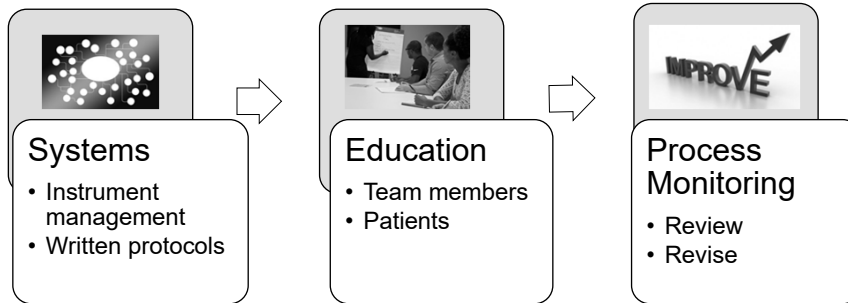 Systems
• Instrument
management
• Written protocols
Education
• Team members
• Patients
IMPROVE
Process
Monitoring
• Review
• Revise